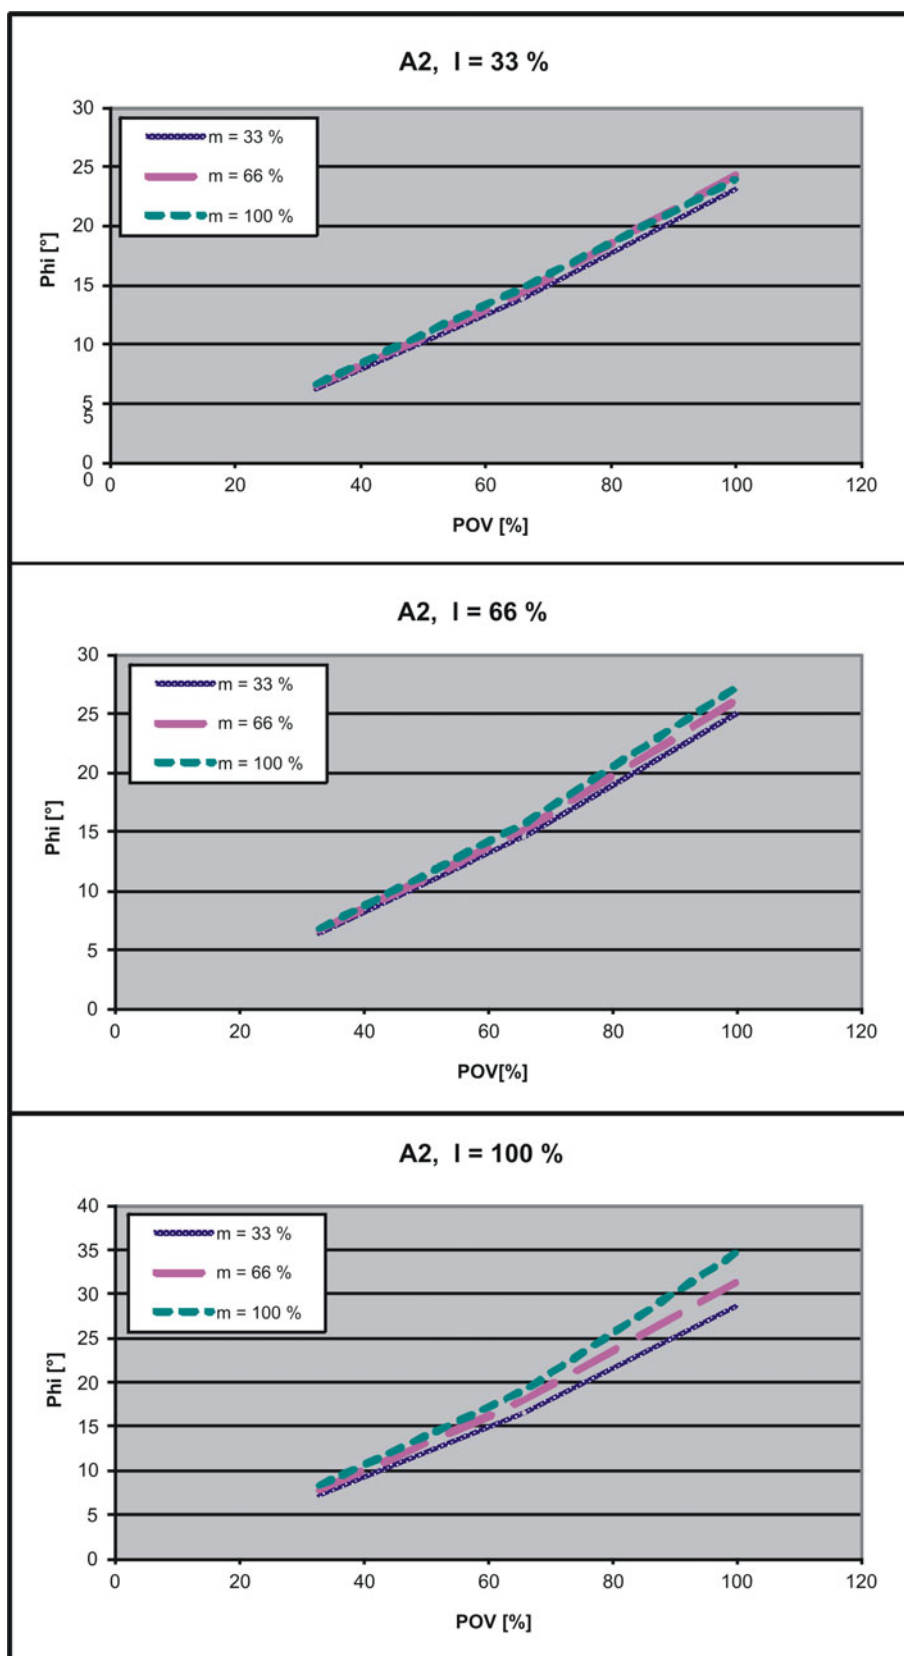 A2, I = 33 %
30
m = 33 %
25
m = 66 %
20
m = 100 %
Phi [°]
15
10
5
5
0
0
0 20 40 60 80 100 120
POV [%]
A2, I = 66 %
30
m = 33 %
25
m = 66 %
20
m = 100 %
Phi [°]
15
10
5
0
0 20 40 60 80 100 120
POV[%]
A2, I = 100 %
40
m = 33 %
35
m = 66 %
30
m = 100 %
25
Phi [°]
20
15
10
5
0
0 20 40 60 80 100 120
POV [%]